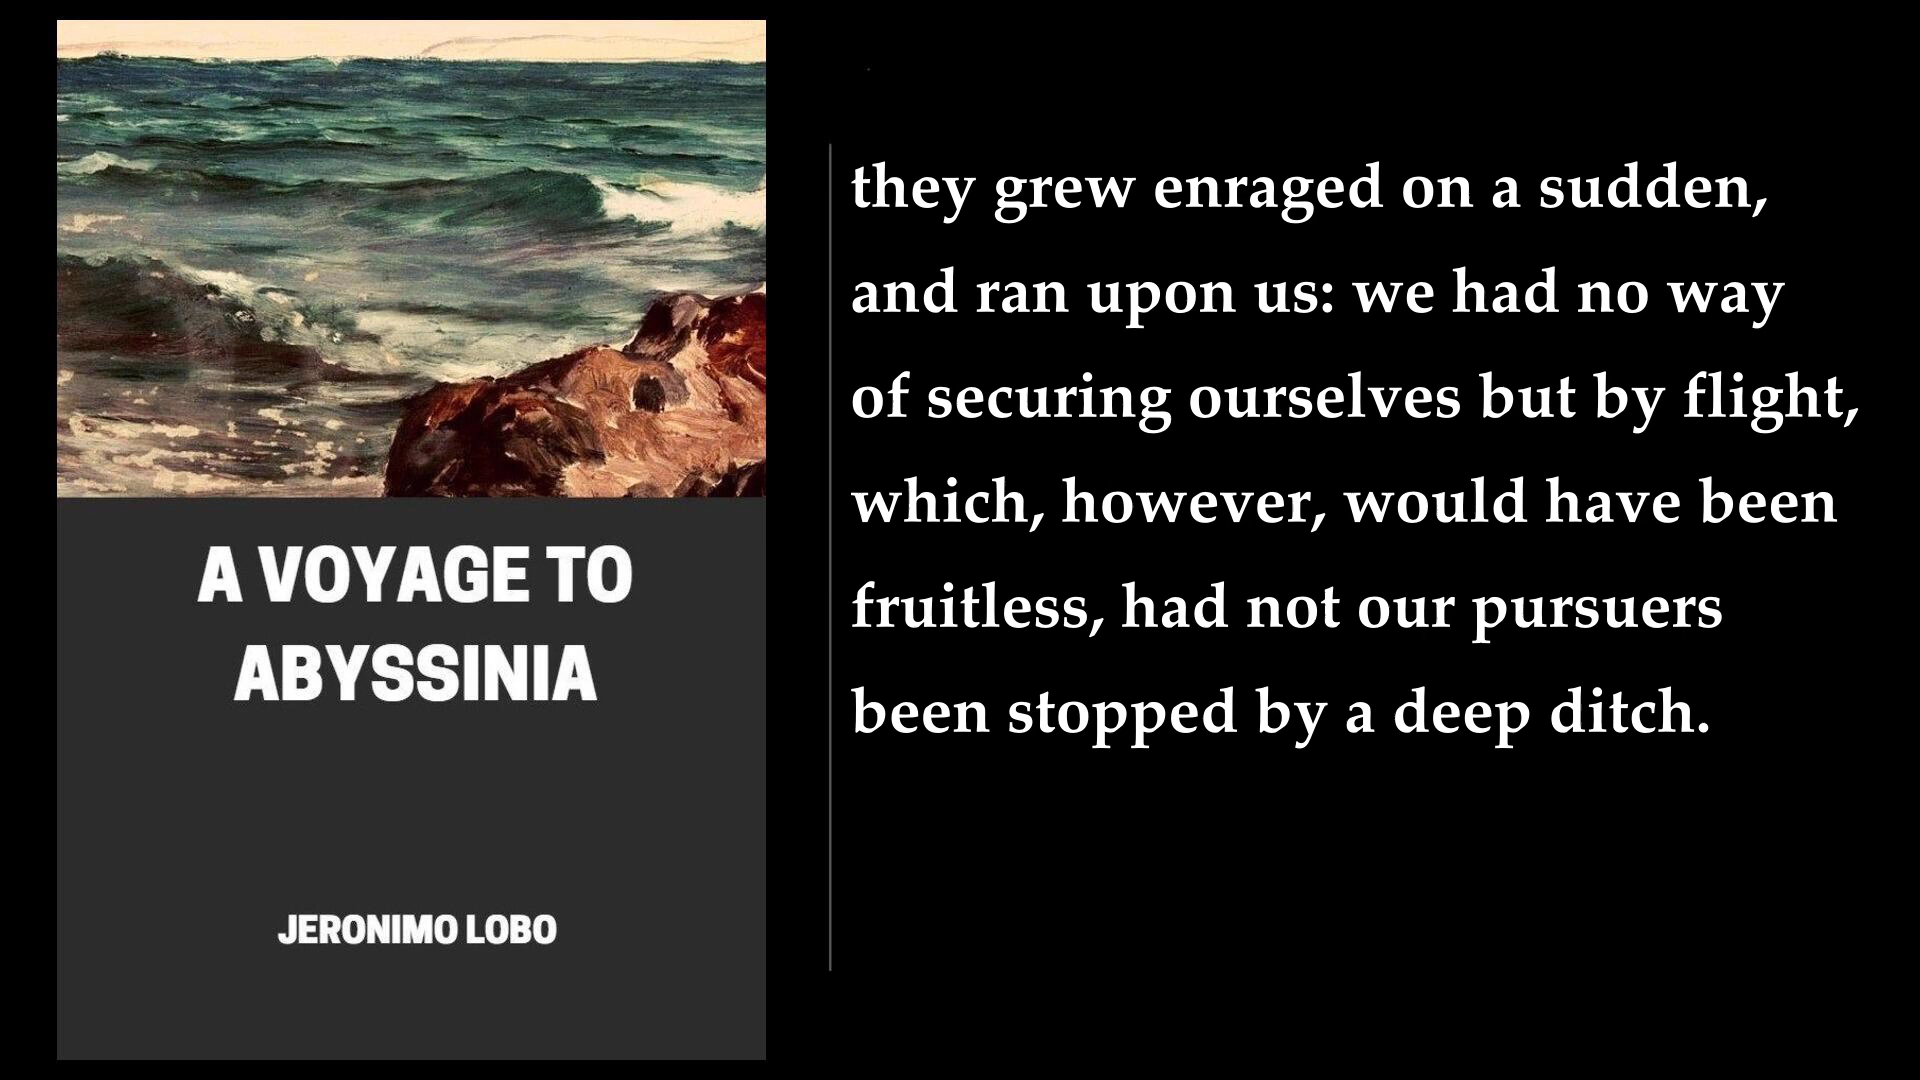 A VOYAGE TO
ABYSSINIA
JERONIMO LOBO
they grew enraged on a sudden,
and ran upon us: we had no way
of securing ourselves but by flight,
which, however, would have been
fruitless, had not our pursuers
been stopped by a deep ditch.